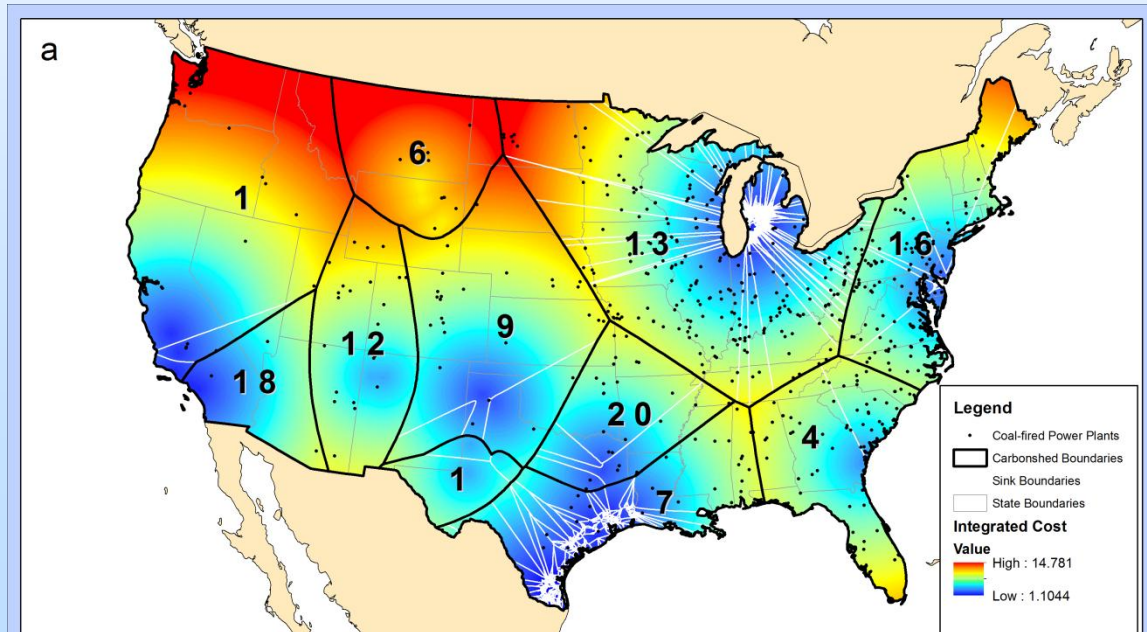 a
6
1
1 3
1 6
9
1 2
1 8
2 0
4
1
7
Legend
Coal-fired Power Plants
Carbonshed Boundaries
Sink Boundaries
State Boundaries
Integrated Cost
Value
High : 14.781
Low : 1.1044